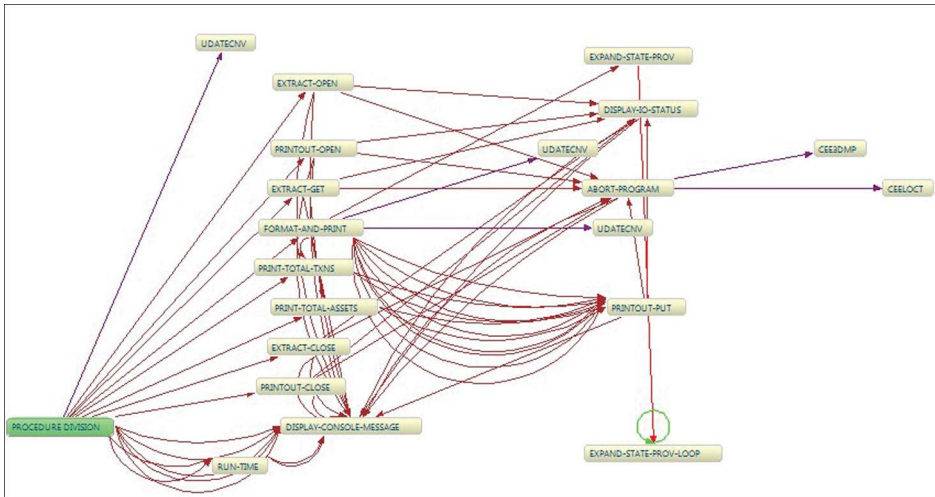 UDATECNV
EXPAND-STATE-PROV
EXTRACT-OPEN
DISPLAY-IO-STATUS
PRINTOUT-OPEN
UDATECNV
CEE3DMP
EXTRACT-GET
ABORT-PROGRAM
CEELOCT
FORMAT-AND-PRINT
UDATECNV
PRINT-TOTAL-TXNS
PRINT-TOTAL-ASSETS
PRINTOUT-PUT
EXTRACT-CLOSE
PRINTOUT-CLOSE
PROCEDURE DIVISION
DISPLAY-CONSOLE-MESSAGE
EXPAND-STATE-PROV-LOOP
RUN-TIME